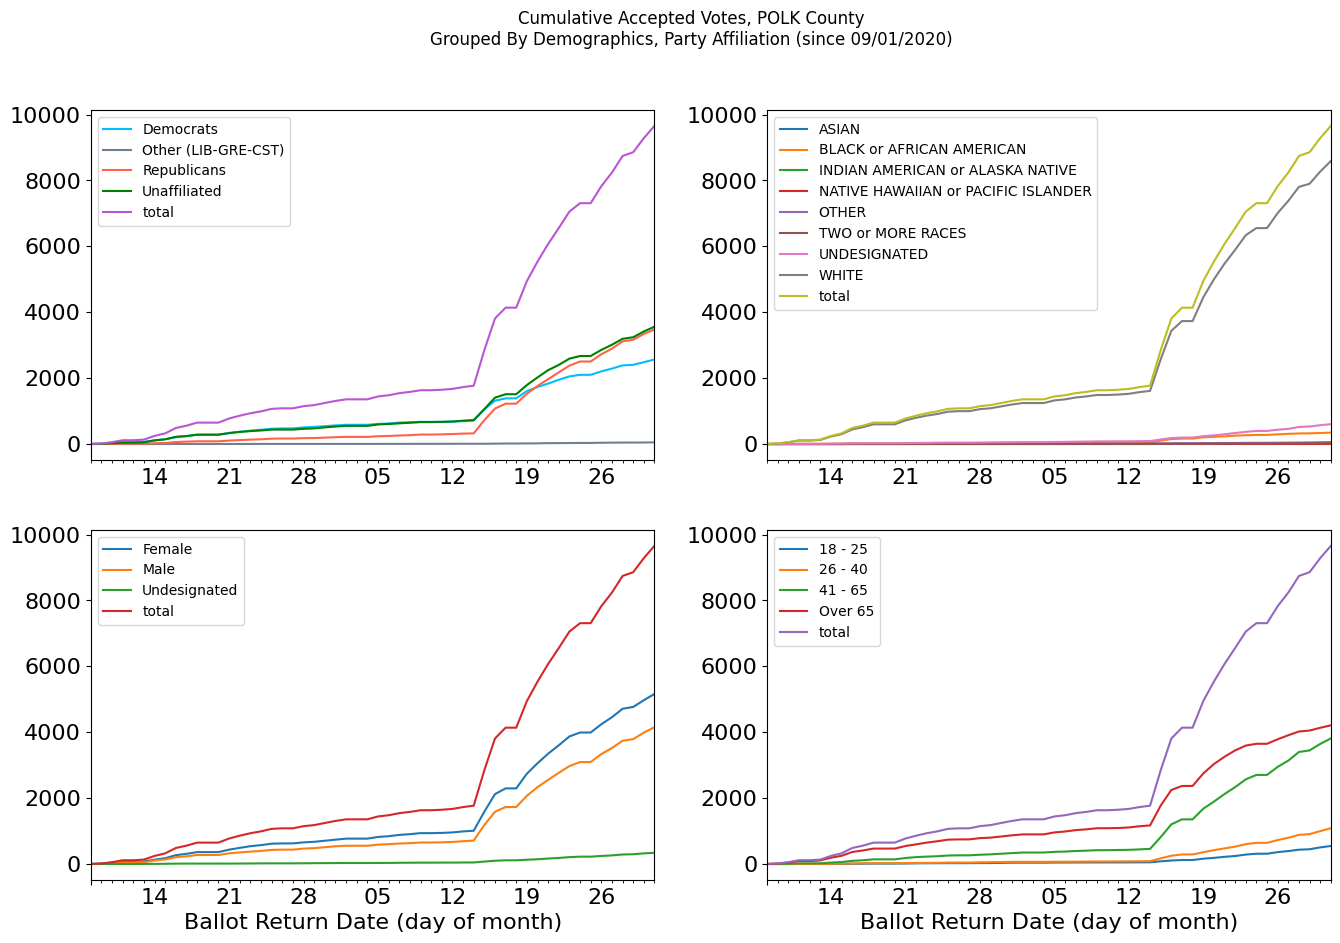 Cumulative Accepted Votes, POLK County
Grouped By Demographics, Party Affiliation (since 09/01/2020)
10000
8000
6000
4000
2000
0
Democrats
Other (LIB-GRE-CST)
Republicans
Unaffiliated
total
14 21 28 05 12 19 26
10000
8000
6000
4000
2000
0
ASIAN
BLACK or AFRICAN AMERICAN
INDIAN AMERICAN or ALASKA NATIVE
NATIVE HAWAIIAN or PACIFIC ISLANDER
OTHER
TWO or MORE RACES
UNDESIGNATED
WHITE
total
14 21 28 05 12 19 26
10000
8000
6000
4000
2000
0
Female
Male
Undesignated
total
14 21 28 05 12 19 26
Ballot Return Date (day of month)
10000
8000
6000
4000
2000
0
18 - 25
26 - 40
41 - 65
Over 65
total
14 21 28 05 12 19 26
Ballot Return Date (day of month)